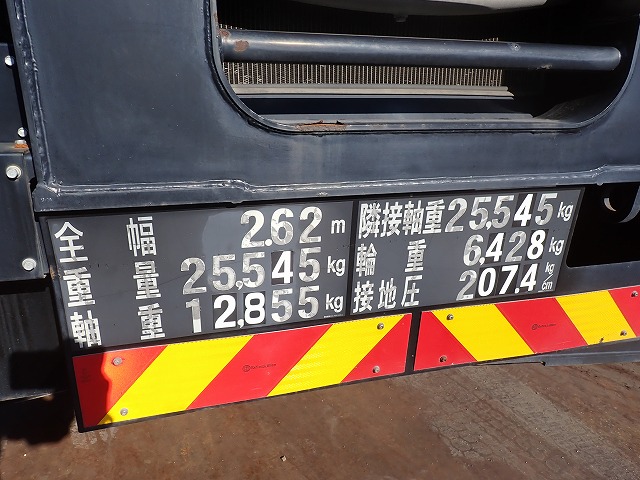 全幅 2.62 m
重量 25,545 kg
軸重 12,855 kg
隣接軸重 25,545 kg
輪重 6,428 kg
接地圧 207.4 kg/cm